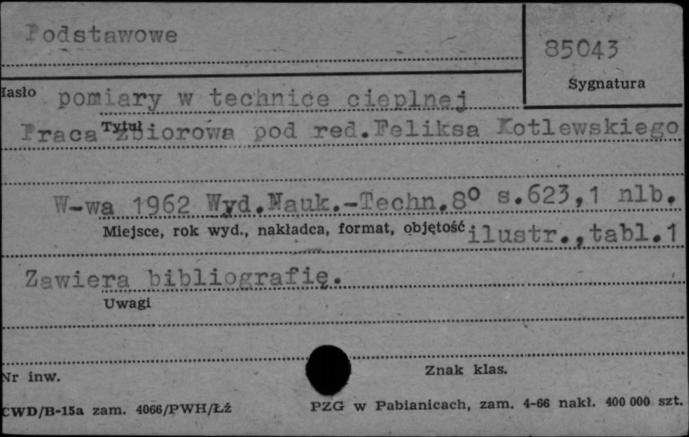 Podstawowe
85043
Sygnatura
Hasło pomiary w technice cieplnej
Tytuł
Praca zbiorowa pod red.Feliksa Kotlewskiego
W-wa 1962 Wyd.Nauk.-Techn.8° s.623,1 nlb.
Miejsce, rok wyd., nakładca, format, objętość ilustr.,tabl.1
Zawiera bibliografię.
Uwagi
Nr inw.
Znak klas.
CWD/B-15a zam. 4066/PWH/Łż
PZG w Pabianicach, zam. 4-66 nakł. 400 000 szt.